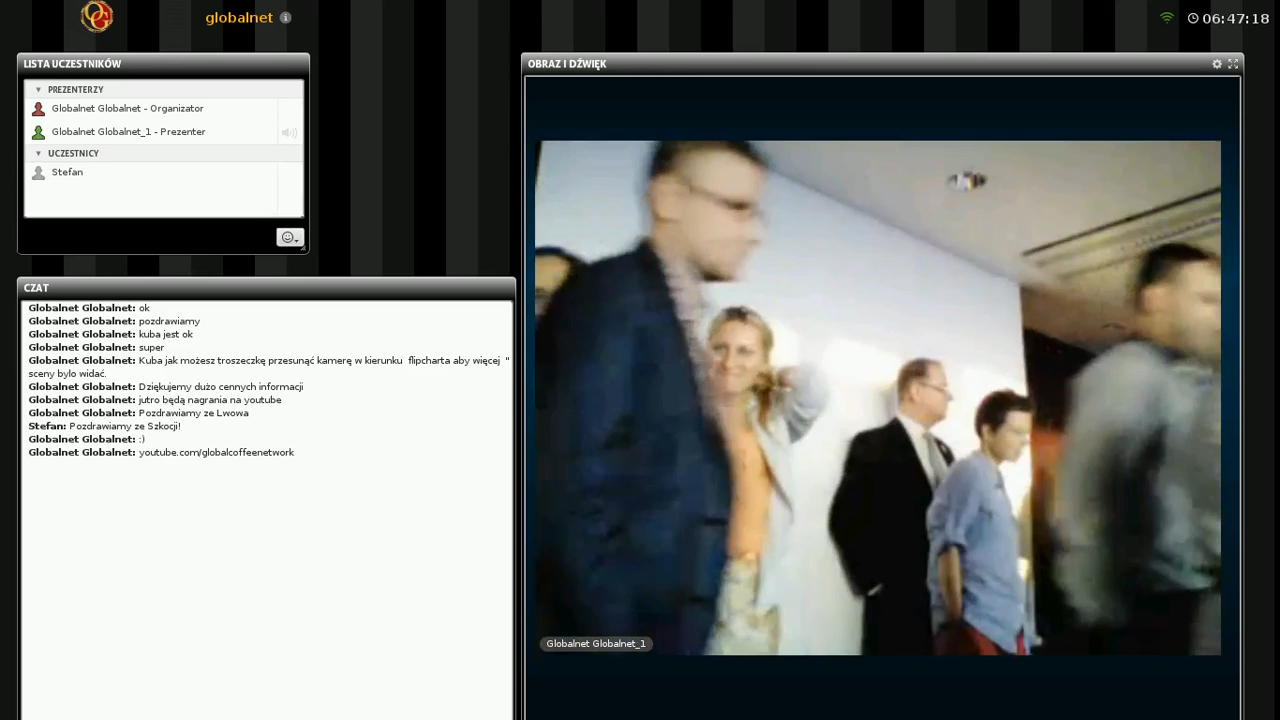 OG
globalnet
06:47:18
LISTA UCZESTNIKÓW
PREZENTERZY
Globalnet Globalnet - Organizator
Globalnet Globalnet_1 - Prezenter
UCZESTNICY
Stefan
CZAT
Globalnet Globalnet: ok
Globalnet Globalnet: pozdrawiamy
Globalnet Globalnet: kuba jest ok
Globalnet Globalnet: super
Globalnet Globalnet: Kuba jak możesz troszeczkę przesunąć kamerę w kierunku flipcharta aby więcej "
sceny bylo widać.
Globalnet Globalnet: Dziękujemy dużo cennych informacji
Globalnet Globalnet: jutro będą nagrania na youtube
Globalnet Globalnet: Pozdrawiamy ze Lwowa
Stefan: Pozdrawiamy ze Szkocji!
Globalnet Globalnet: :)
Globalnet Globalnet: youtube.com/globalcoffeenetwork
OBRAZ I DŹWIĘK
Globalnet Globalnet_1